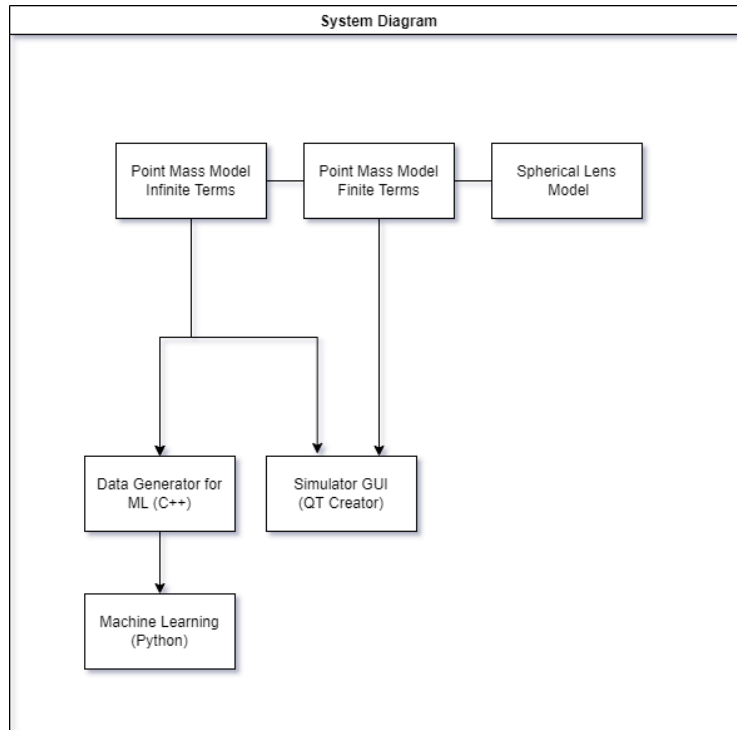 System Diagram
Point Mass Model
Infinite Terms
Point Mass Model
Finite Terms
Spherical Lens
Model
Data Generator for
ML (C++)
Simulator GUI
(QT Creator)
Machine Learning
(Python)